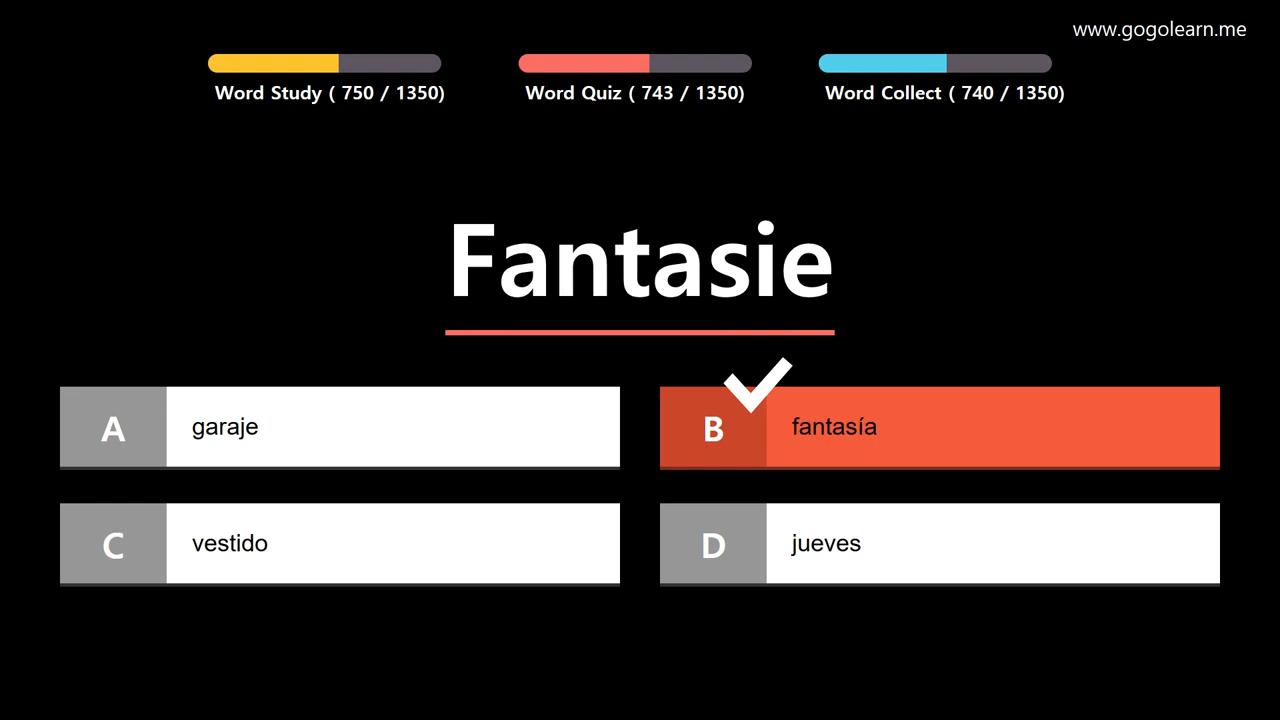 www.gogolearn.me
Word Study ( 750 / 1350)
Word Quiz ( 743 / 1350)
Word Collect ( 740 / 1350)
Fantasie
A garaje
B fantasía
C vestido
D jueves